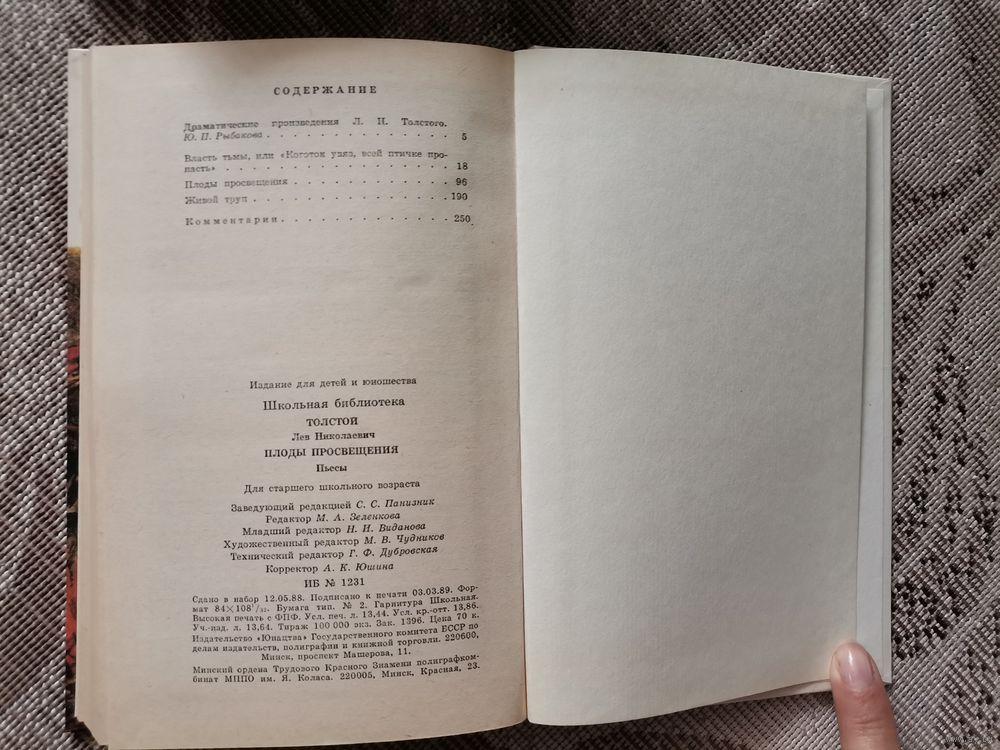 СОДЕРЖАНИЕ
Драматические произведения Л. Н. Толстого.
Ю. П. Рыбакова . . . . . . . . . . . . . . 5
Власть тьмы, или «Коготок увяз, всей птичке про-
пасть» . . . . . . . . . . . . . . . . . 18
Плоды просвещения . . . . . . . . . . . . 96
Живой труп . . . . . . . . . . . . . . . 190
Комментарии . . . . . . . . . . . . . . 250
Издание для детей и юношества
Школьная библиотека
ТОЛСТОЙ
Лев Николаевич
ПЛОДЫ ПРОСВЕЩЕНИЯ
Пьесы
Для старшего школьного возраста
Заведующий редакцией С. С. Панизник
Редактор М. А. Зеленкова
Младший редактор Н. И. Виданова
Художественный редактор М. В. Чудников
Технический редактор Г. Ф. Дубровская
Корректор А. К. Юшина
ИБ № 1231
Сдано в набор 12.05.88. Подписано к печати 03.03.89. Фор-
мат 84×108¹/₃₂. Бумага тип. № 2. Гарнитура Школьная.
Высокая печать с ФПФ. Усл. печ. л. 13,44. Усл. кр.-отт. 13,86.
Уч.-изд. л. 13,64. Тираж 100 000 экз. Зак. 1396. Цена 70 к.
Издательство «Юнацтва» Государственного комитета БССР по
делам издательств, полиграфии и книжной торговли. 220600,
Минск, проспект Машерова, 11.
Минский ордена Трудового Красного Знамени полиграфком-
бинат МППО им. Я. Коласа. 220005, Минск, Красная, 23.